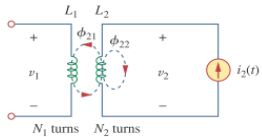 L₁ L₂
ϕ₂₁ ϕ₂₂
+ +
v₁ v₂ i₂(t)
− −
N₁ turns N₂ turns